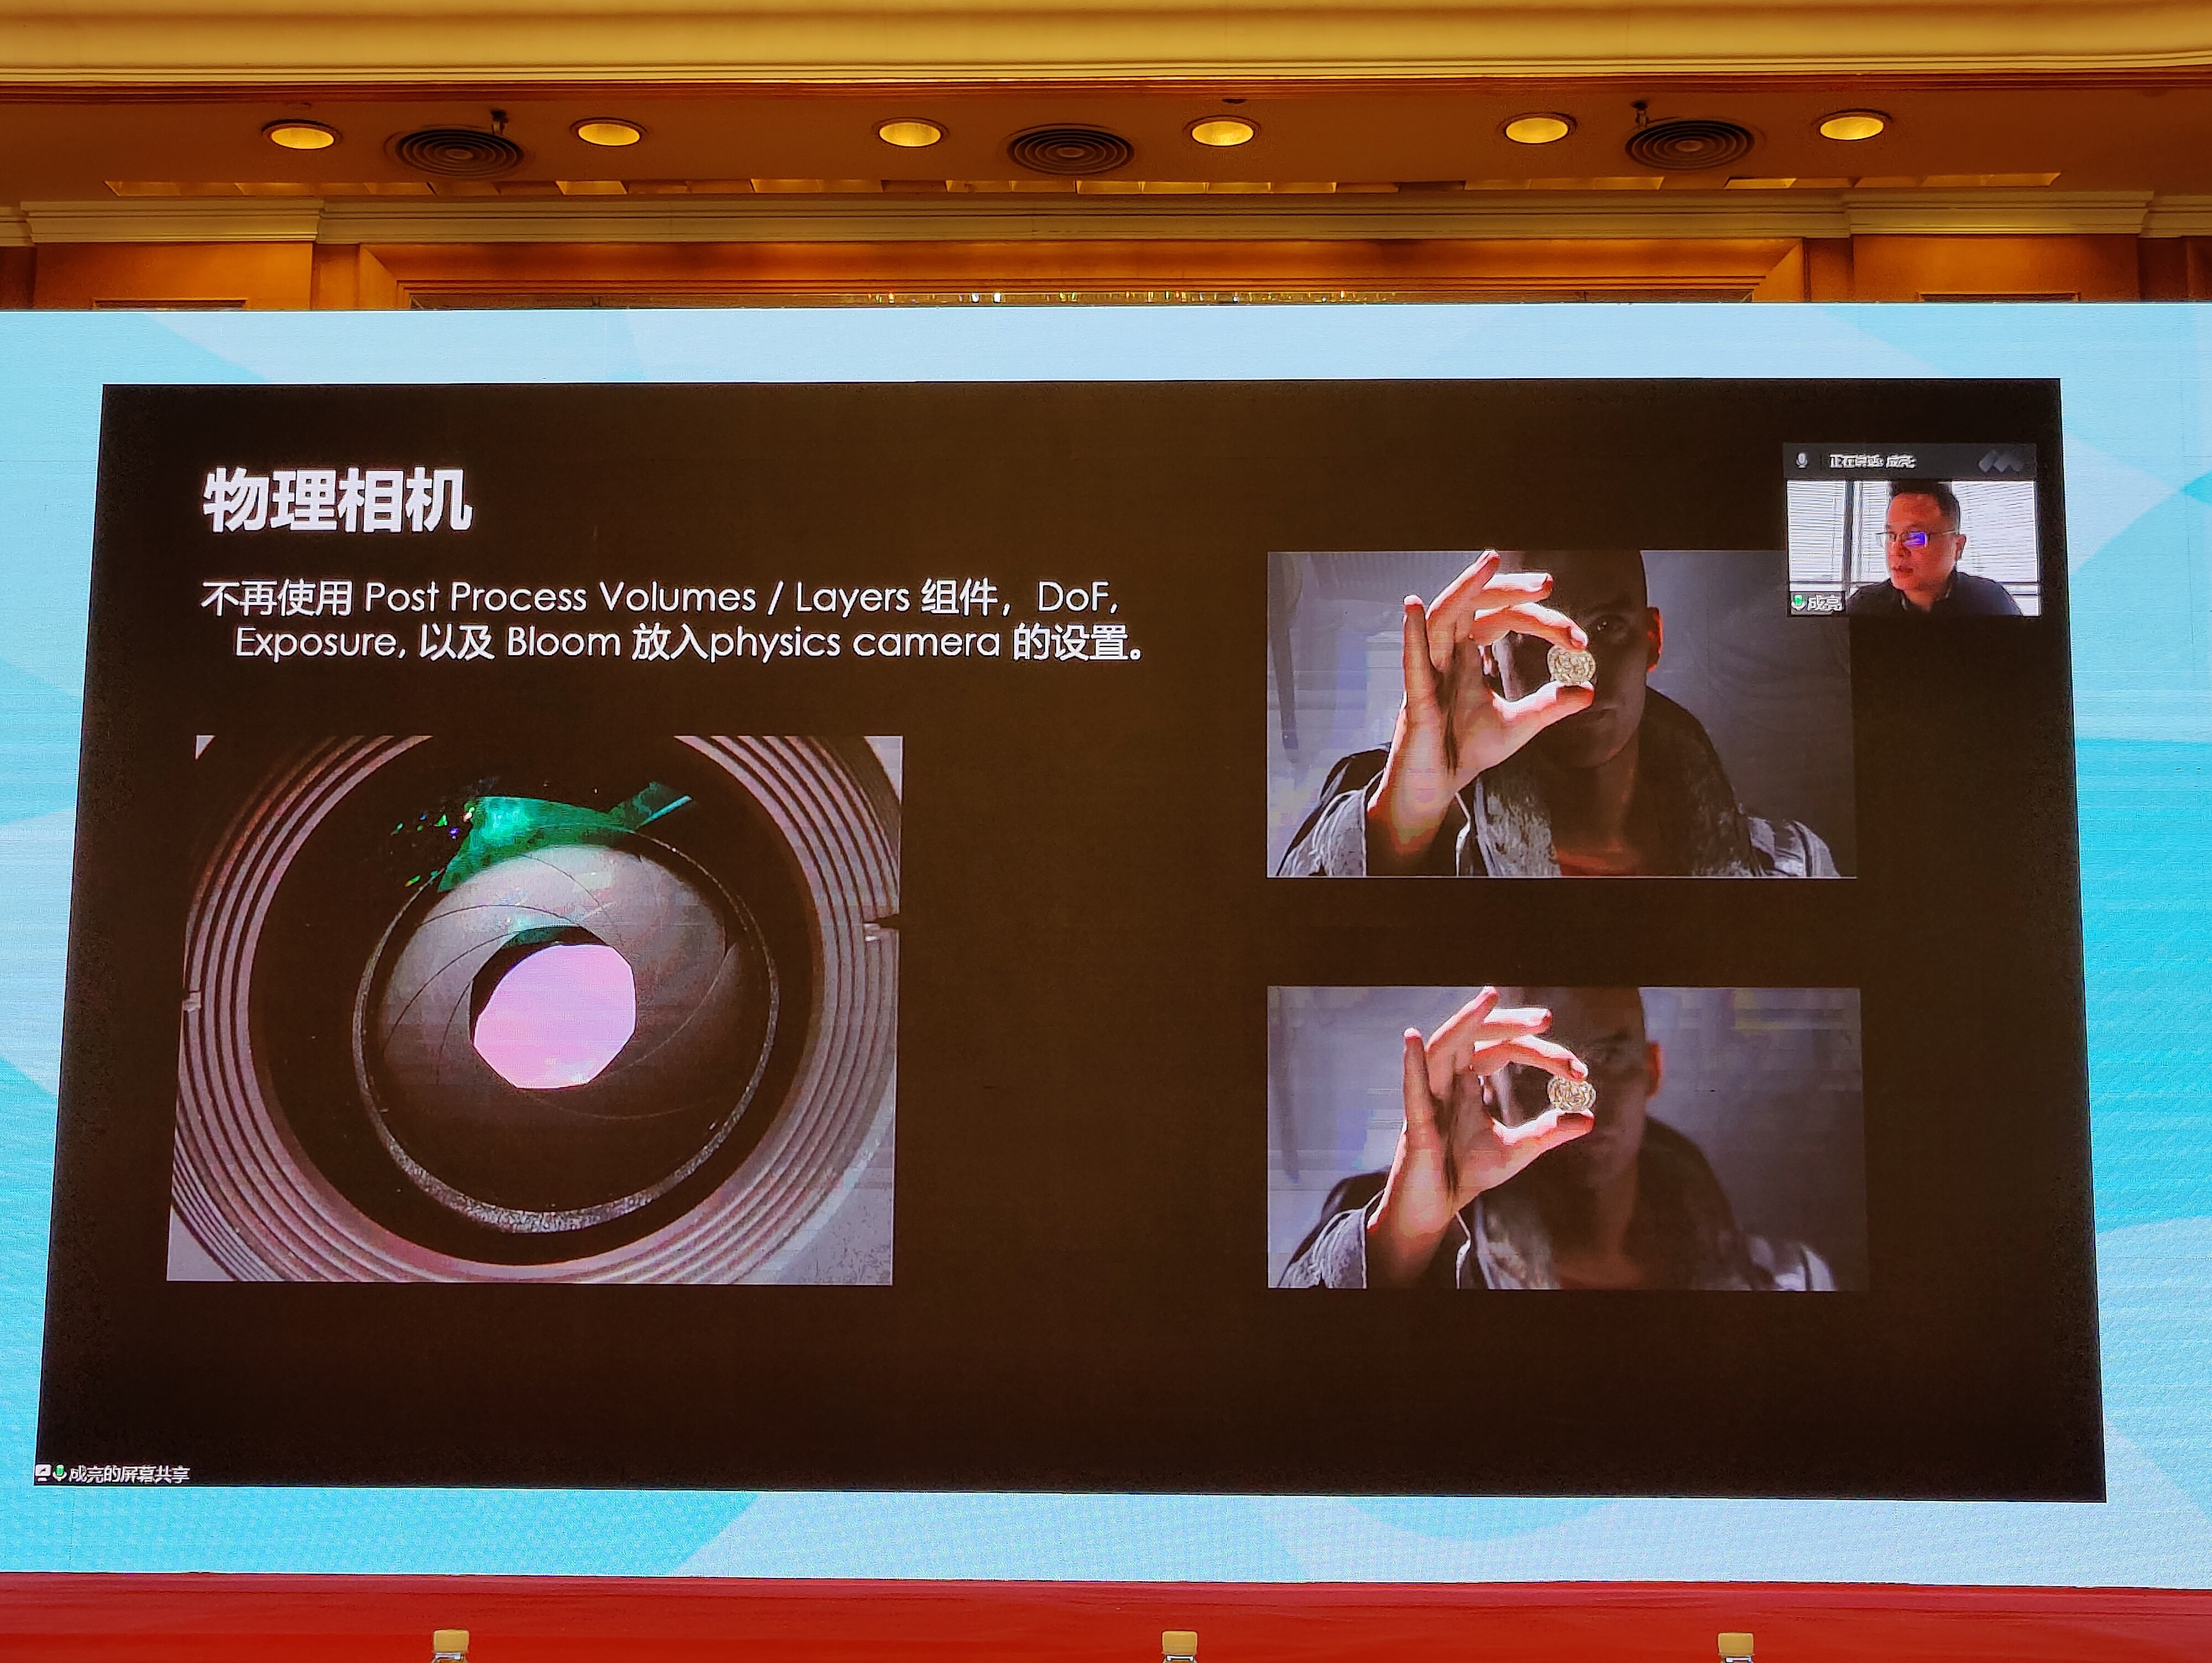 物理相机
正在讲话: 成亮;
不再使用 Post Process Volumes / Layers 组件，DoF,
Exposure, 以及 Bloom 放入physics camera 的设置。
成亮
成亮的屏幕共享